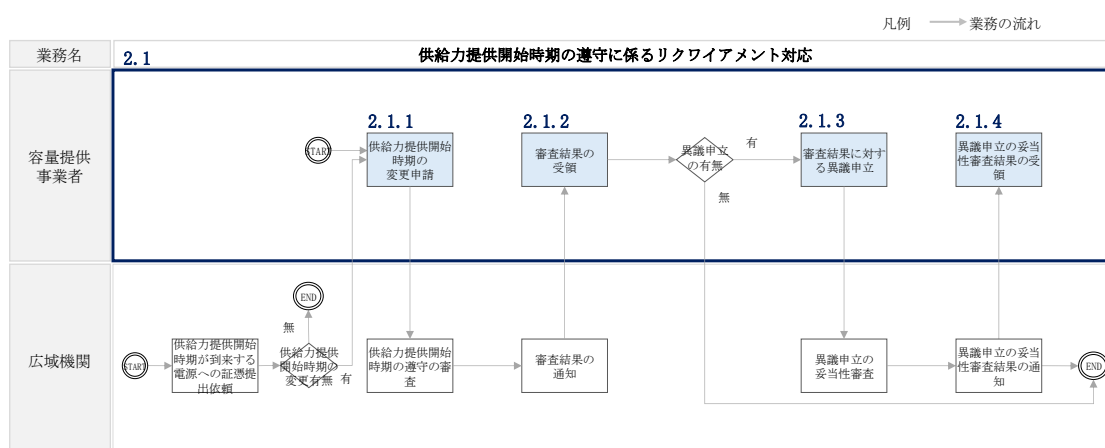 凡例 業務の流れ
業務名 2.1 供給力提供開始時期の遵守に係るリクワイアメント対応
容量提供
事業者
START
2.1.1
供給力提供開始
時期の
変更申請
2.1.2
審査結果の
受領
異議申立
の有無
有
無
2.1.3
審査結果に対す
る異議申立
2.1.4
異議申立の妥当
性審査結果の受
領
広域機関
START
供給力提供開始
時期が到来する
電源への証憑提
出依頼
END
無
供給力提供
開始時期の
変更有無
有
供給力提供開始
時期の遵守の審
査
審査結果の
通知
異議申立の
妥当性審査
異議申立の妥当
性審査結果の通
知
END